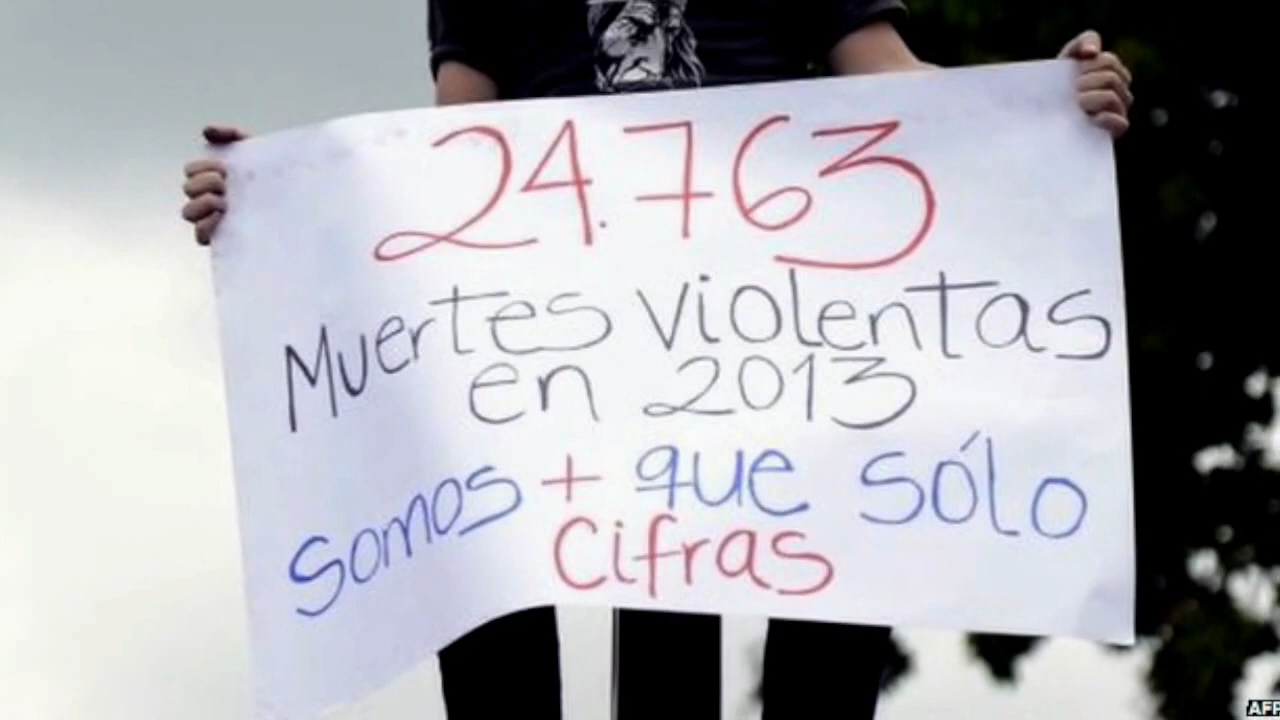 24.763
Muertes violentas
en 2013
Somos + que sólo
Cifras
AFP